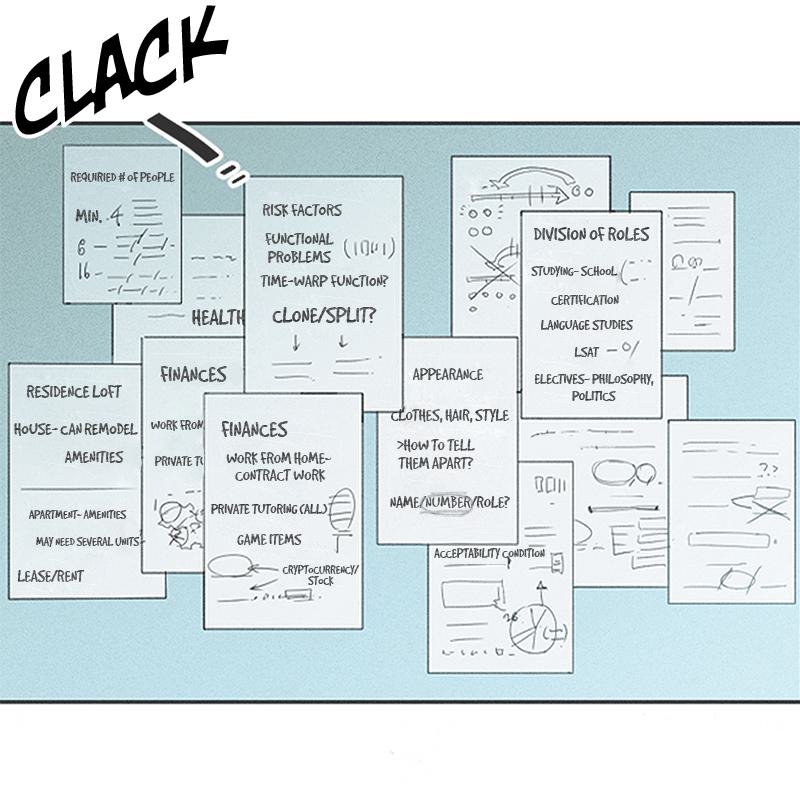 CLACK
REQUIRIED # OF PEOPLE
MIN. 4
6 —
16 —
HEALTH
RISK FACTORS
FUNCTIONAL
PROBLEMS
TIME-WARP FUNCTION?
CLONE/SPLIT?
DIVISION OF ROLES
STUDYING- SCHOOL
CERTIFICATION
LANGUAGE STUDIES
LSAT
ELECTIVES- PHILOSOPHY,
POLITICS
RESIDENCE LOFT
HOUSE- CAN REMODEL
AMENITIES
APARTMENT- AMENITIES
MAY NEED SEVERAL UNITS
LEASE/RENT
FINANCES
WORK FROM
PRIVATE TU
FINANCES
WORK FROM HOME-
CONTRACT WORK
PRIVATE TUTORING (ALL)
GAME ITEMS
CRYPTOCURRENCY/
STOCK
APPEARANCE
CLOTHES, HAIR, STYLE
>HOW TO TELL
THEM APART?
NAME/NUMBER/ROLE?
ACCEPTABILITY CONDITION
??